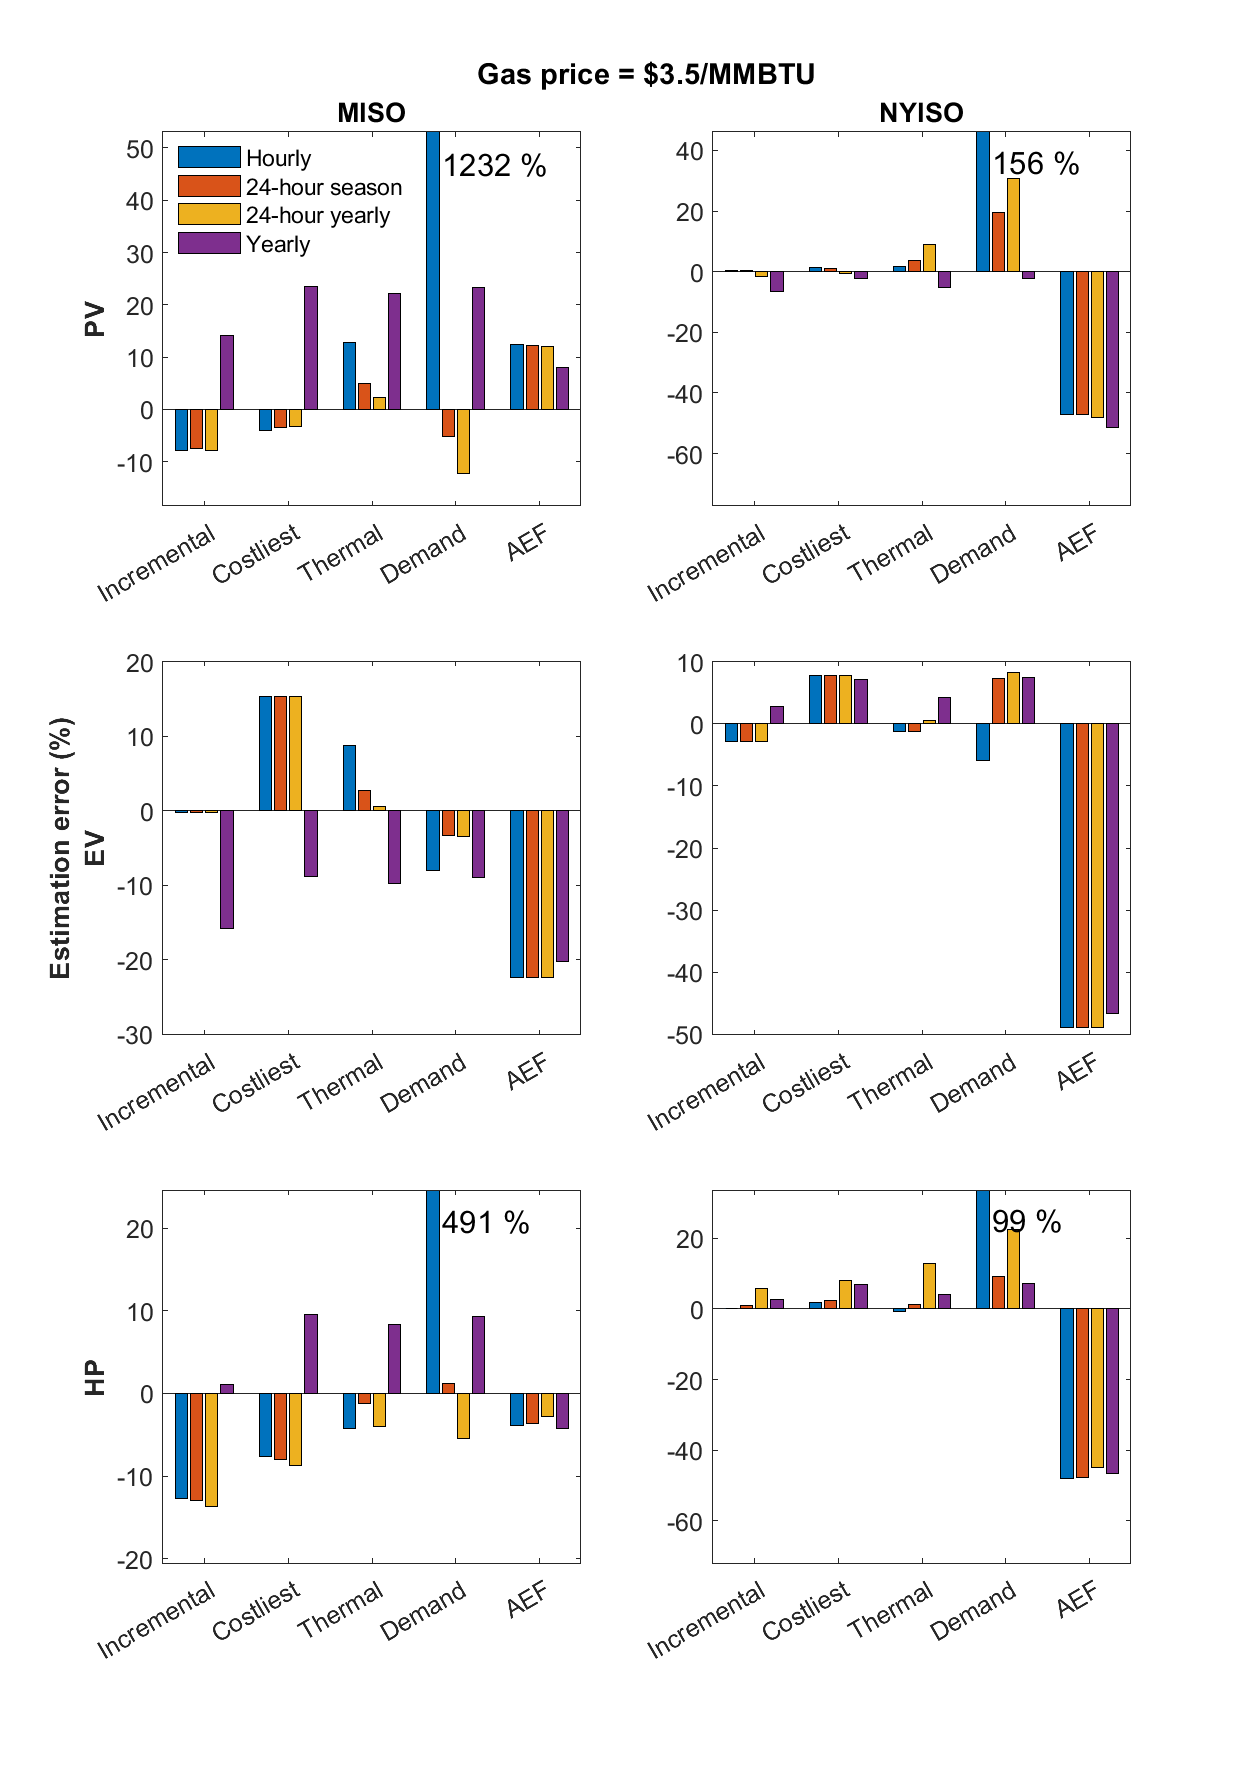 Gas price = $3.5/MMBTU
MISO
NYISO
PV
50
40
30
20
10
0
-10
Hourly
24-hour season
24-hour yearly
Yearly
1232 %
Incremental
Costliest
Thermal
Demand
AEF
40
20
0
-20
-40
-60
156 %
Incremental
Costliest
Thermal
Demand
AEF
Estimation error (%)
EV
20
10
0
-10
-20
-30
Incremental
Costliest
Thermal
Demand
AEF
10
0
-10
-20
-30
-40
-50
Incremental
Costliest
Thermal
Demand
AEF
HP
20
10
0
-10
-20
491 %
Incremental
Costliest
Thermal
Demand
AEF
20
0
-20
-40
-60
99 %
Incremental
Costliest
Thermal
Demand
AEF